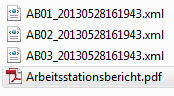 AB01_20130528161943.xml
AB02_20130528161943.xml
AB03_20130528161943.xml
Arbeitsstationsbericht.pdf